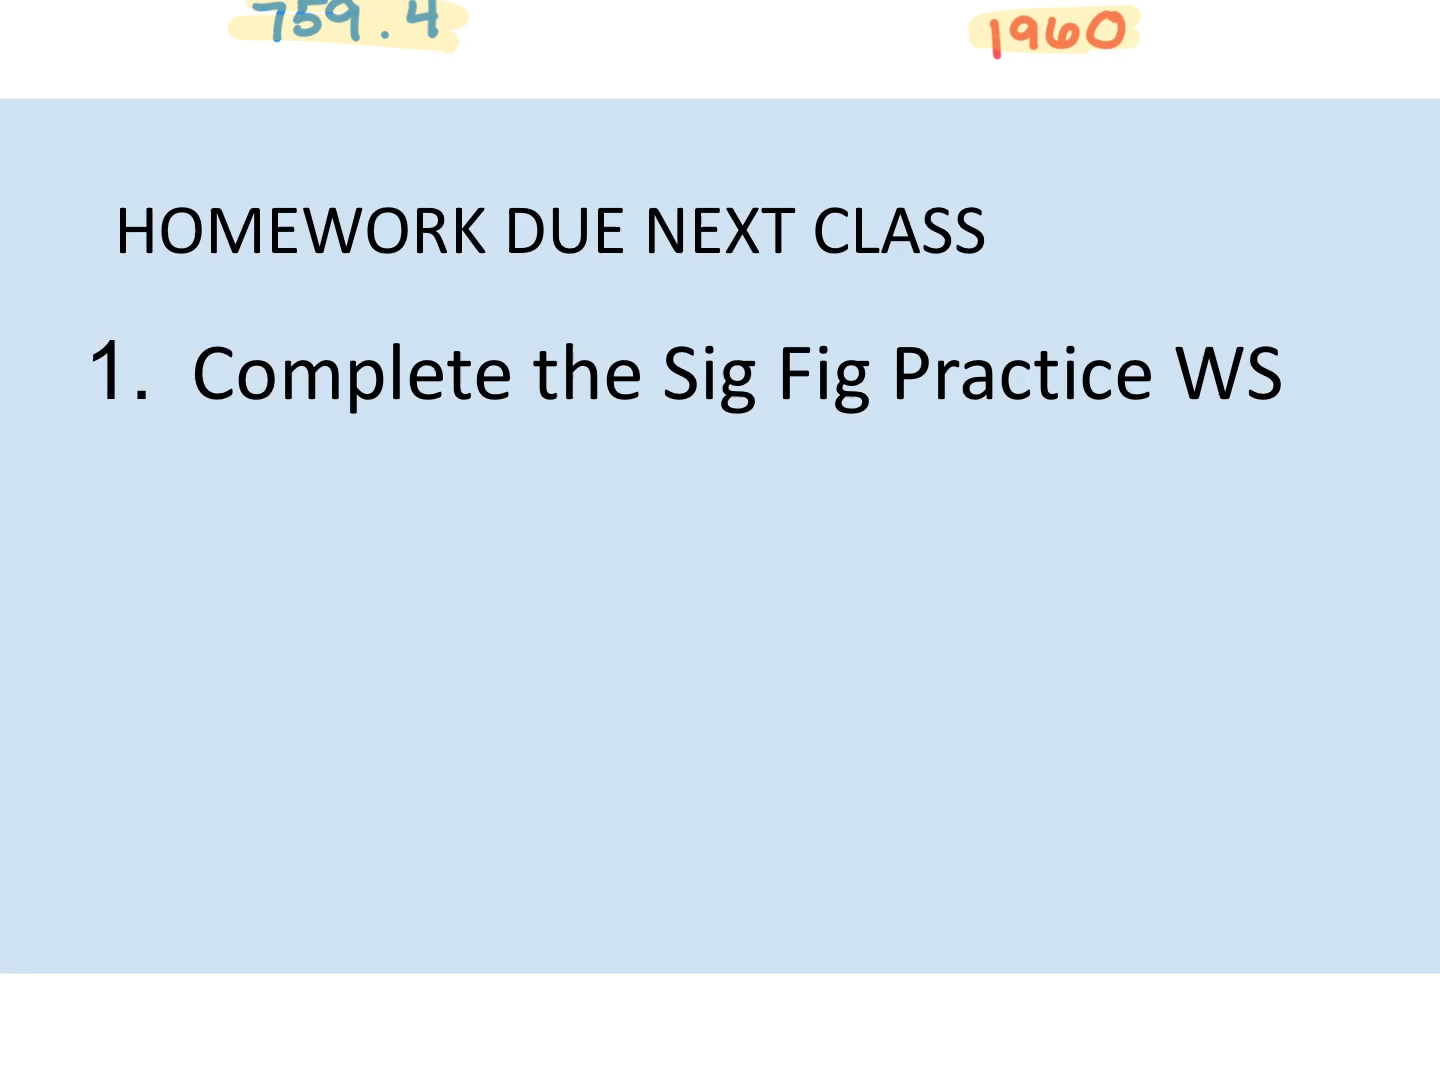 759.4 1960
HOMEWORK DUE NEXT CLASS
1. Complete the Sig Fig Practice WS